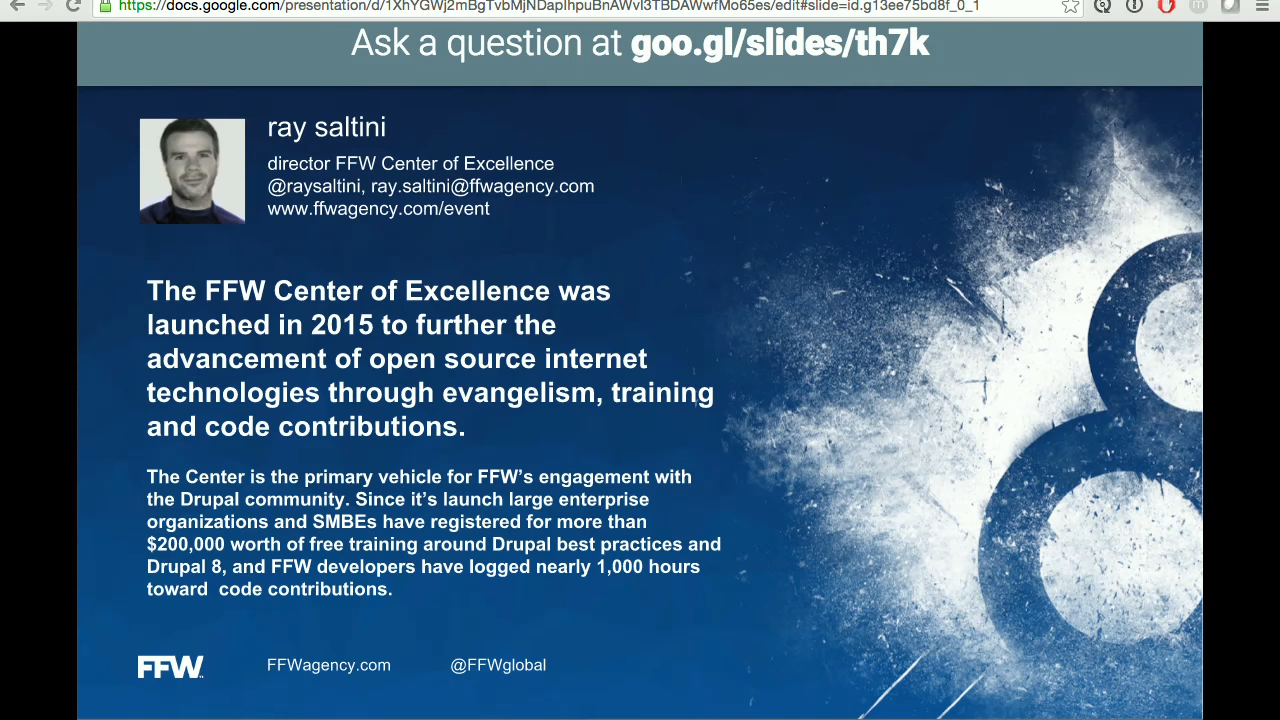 https://docs.google.com/presentation/d/1XhYGWj2mBgTvbMjNDapIhpuBnAWvl3TBDAWwfMo65es/edit#slide=id.g13ee75bd8f_0_1
Ask a question at goo.gl/slides/th7k
ray saltini
director FFW Center of Excellence
@raysaltini, ray.saltini@ffwagency.com
www.ffwagency.com/event
The FFW Center of Excellence was
launched in 2015 to further the
advancement of open source internet
technologies through evangelism, training
and code contributions.
The Center is the primary vehicle for FFW's engagement with
the Drupal community. Since it's launch large enterprise
organizations and SMBEs have registered for more than
$200,000 worth of free training around Drupal best practices and
Drupal 8, and FFW developers have logged nearly 1,000 hours
toward  code contributions.
8
FFW
FFWagency.com
@FFWglobal